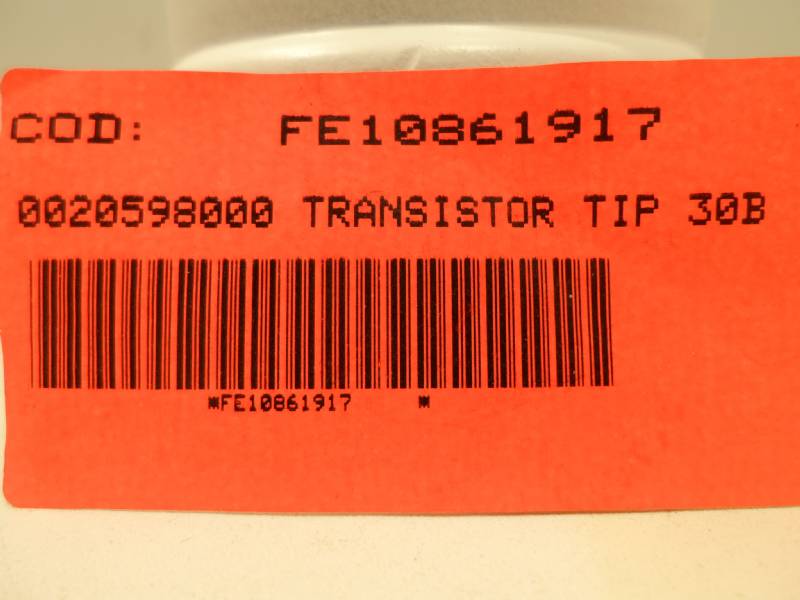 COD: FE10861917
0020598000 TRANSISTOR TIP 30B
*FE10861917 *